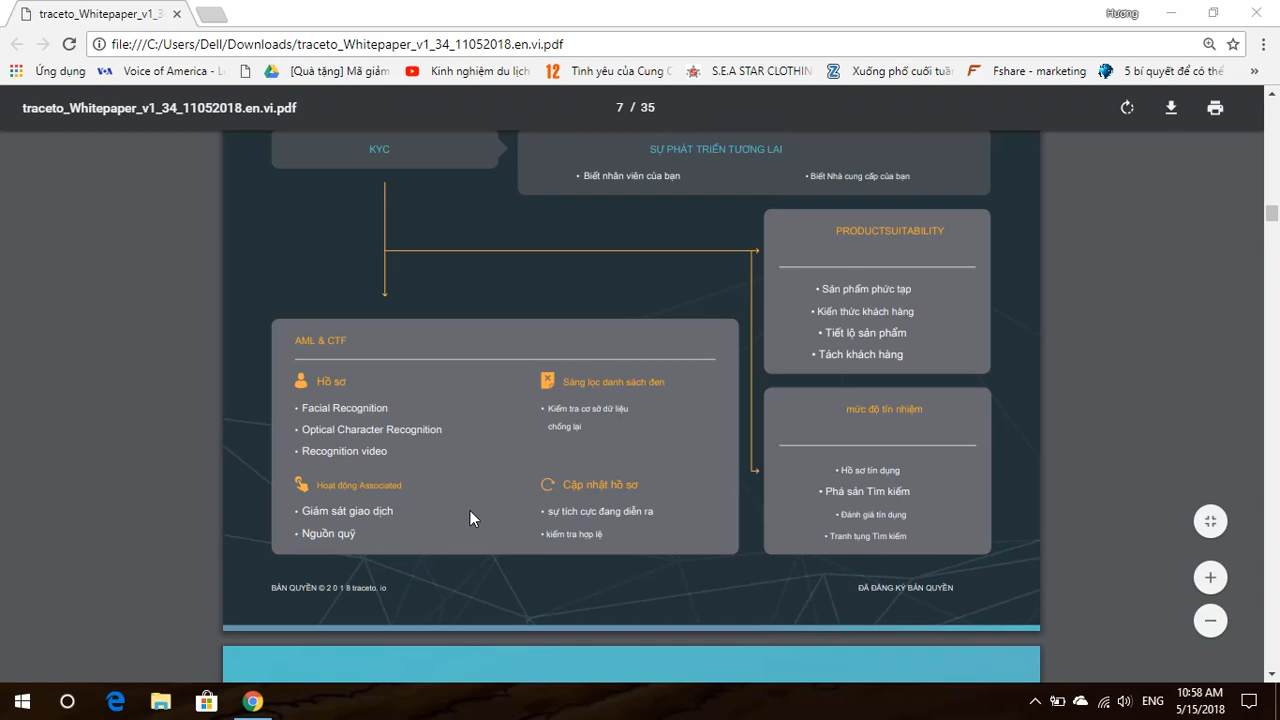 traceto_Whitepaper_v1_3
Hương
file:///C:/Users/Dell/Downloads/traceto_Whitepaper_v1_34_11052018.en.vi.pdf
Ứng dụng
VOA
Voice of America - L
[Quà tặng] Mã giảm
Kinh nghiệm du lịch
12
Tinh yêu của Cung C
S.E.A STAR CLOTHIN
Xuống phố cuối tuần
Fshare - marketing
5 bí quyết để có thể
»
traceto_Whitepaper_v1_34_11052018.en.vi.pdf
7 / 35
KYC
SỰ PHÁT TRIỂN TƯƠNG LAI
• Biết nhân viên của bạn
• Biết Nhà cung cấp của bạn
PRODUCTSUITABILITY
• Sản phẩm phức tạp
• Kiến thức khách hàng
• Tiết lộ sản phẩm
• Tách khách hàng
AML & CTF
Hồ sơ
• Facial Recognition
• Optical Character Recognition
• Recognition video
Sàng lọc danh sách đen
• Kiểm tra cơ sở dữ liệu
chống lại
Hoạt động Associated
• Giám sát giao dịch
• Nguồn quỹ
Cập nhật hồ sơ
• sự tích cực đang diễn ra
• kiểm tra hợp lệ
mức độ tín nhiệm
• Hồ sơ tín dụng
• Phá sản Tìm kiếm
• Đánh giá tín dụng
• Tranh tụng Tìm kiếm
BẢN QUYỀN © 2 0 1 8 traceto, io
ĐÃ ĐĂNG KÝ BẢN QUYỀN
ENG
10:58 AM
5/15/2018